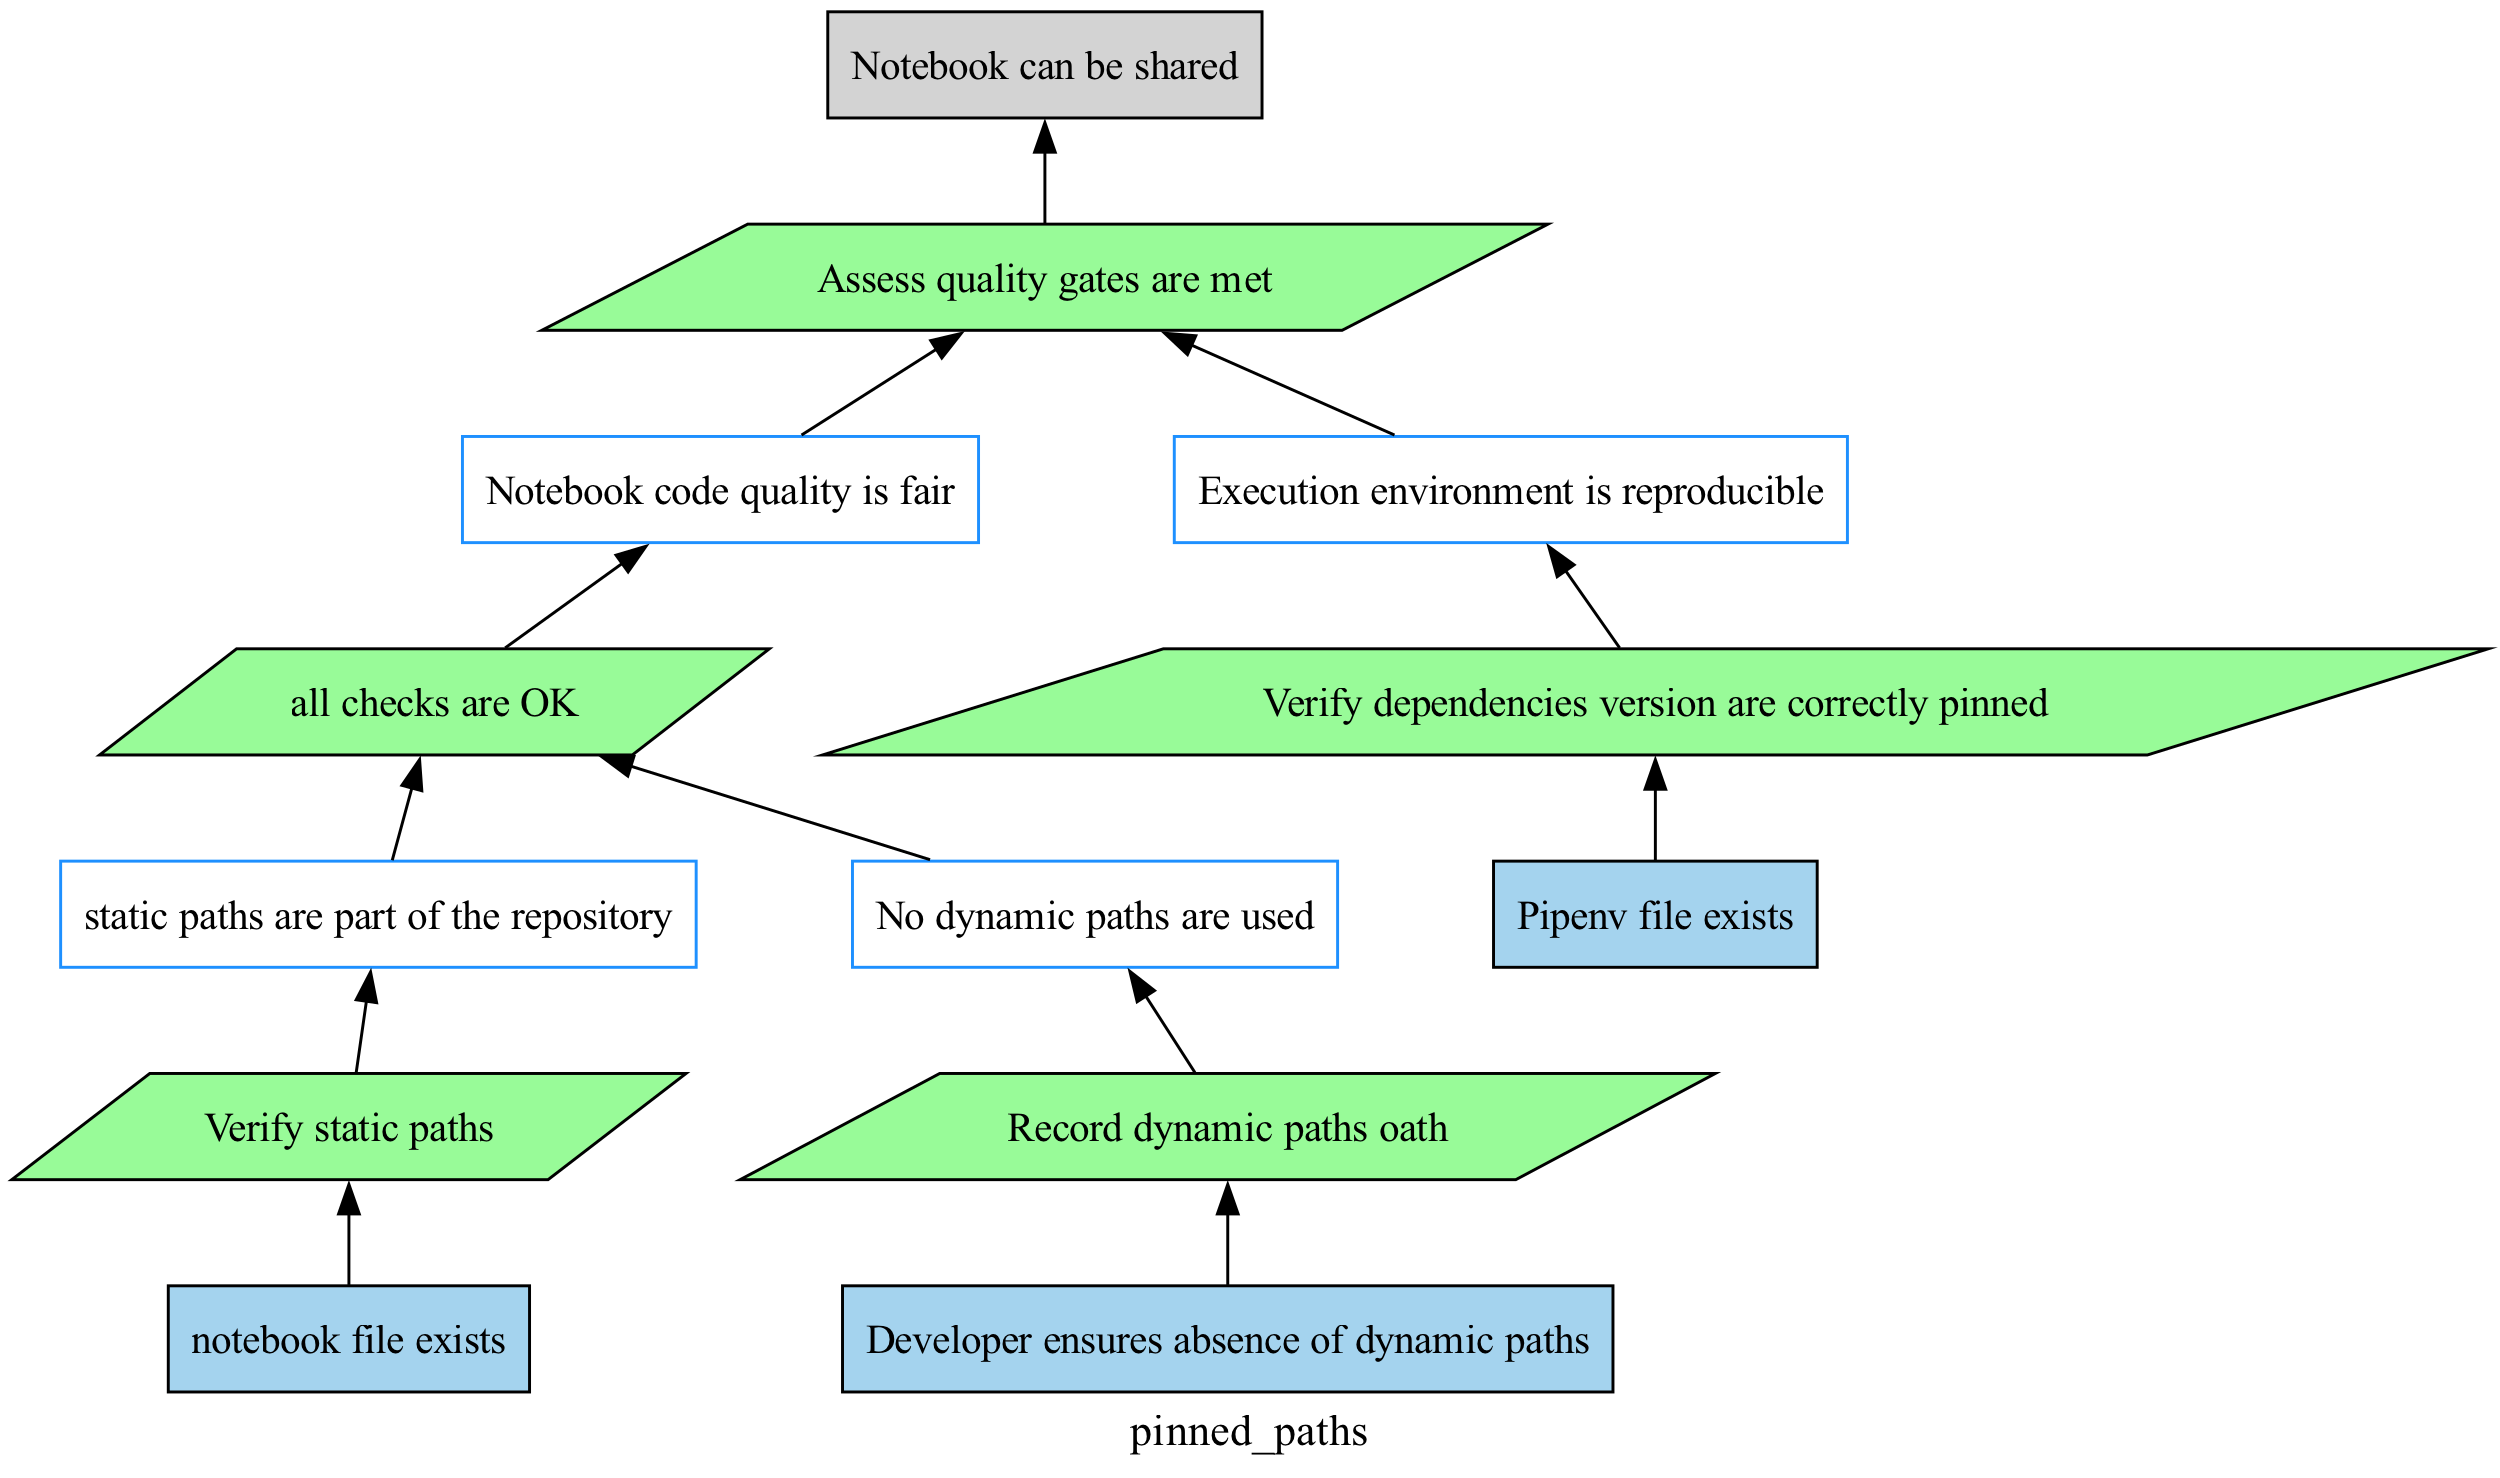 Notebook can be shared
Assess quality gates are met
Notebook code quality is fair
Execution environment is reproducible
all checks are OK
Verify dependencies version are correctly pinned
static paths are part of the repository
No dynamic paths are used
Pipenv file exists
Verify static paths
Record dynamic paths oath
notebook file exists
Developer ensures absence of dynamic paths
pinned_paths